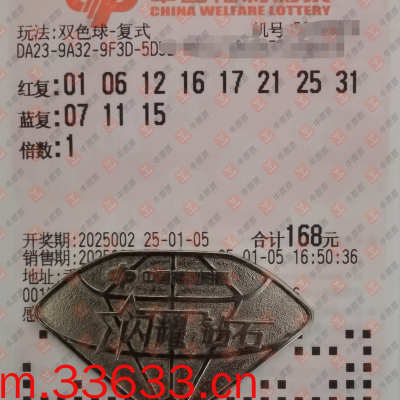 CHINA WELFARE LOTTERY
玩法:双色球-复式 机号
DA23-9A32-9F3D-5D
红复:01 06 12 16 17 21 25 31
蓝复:07 11 15
倍数:1
开奖期:2025002 25-01-05 合计168元
销售期:2025 -01-05 16:50:36
地址:
001
感
闪耀 钻石
m.33633.cn